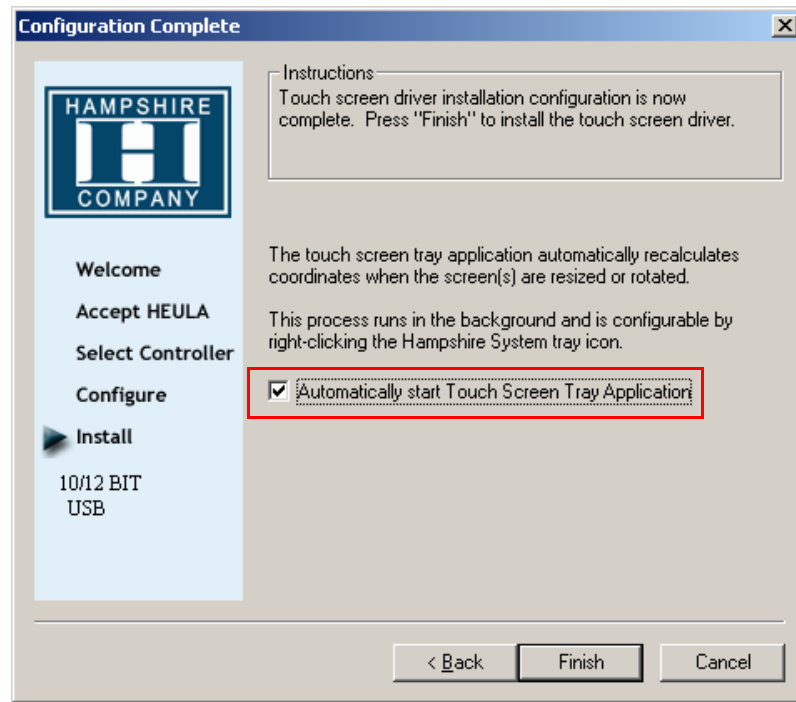 Configuration Complete
HAMPSHIRE
H
COMPANY
Welcome
Accept HEULA
Select Controller
Configure
Install
10/12 BIT
USB
Instructions
Touch screen driver installation configuration is now
complete. Press "Finish" to install the touch screen driver.
The touch screen tray application automatically recalculates
coordinates when the screen(s) are resized or rotated.
This process runs in the background and is configurable by
right-clicking the Hampshire System tray icon.
Automatically start Touch Screen Tray Application
< Back
Finish
Cancel